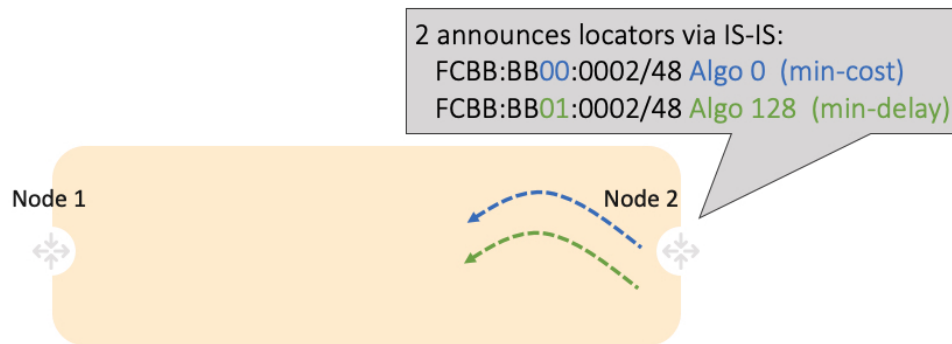 2 announces locators via IS-IS:
FCBB:BB00:0002/48 Algo 0 (min-cost)
FCBB:BB01:0002/48 Algo 128 (min-delay)
Node 1
Node 2